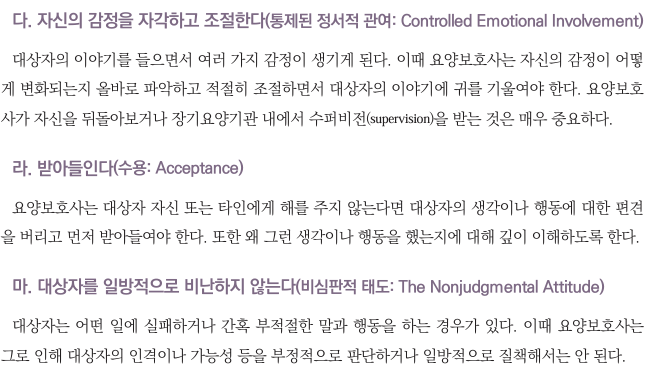 다. 자신의 감정을 자각하고 조절한다(통제된 정서적 관여: Controlled Emotional Involvement)
대상자의 이야기를 들으면서 여러 가지 감정이 생기게 된다. 이때 요양보호사는 자신의 감정이 어떻
게 변화되는지 올바로 파악하고 적절히 조절하면서 대상자의 이야기에 귀를 기울여야 한다. 요양보호
사가 자신을 뒤돌아보거나 장기요양기관 내에서 수퍼비전(supervision)을 받는 것은 매우 중요하다.
라. 받아들인다(수용: Acceptance)
요양보호사는 대상자 자신 또는 타인에게 해를 주지 않는다면 대상자의 생각이나 행동에 대한 편견
을 버리고 먼저 받아들여야 한다. 또한 왜 그런 생각이나 행동을 했는지에 대해 깊이 이해하도록 한다.
마. 대상자를 일방적으로 비난하지 않는다(비심판적 태도: The Nonjudgmental Attitude)
대상자는 어떤 일에 실패하거나 간혹 부적절한 말과 행동을 하는 경우가 있다. 이때 요양보호사는
그로 인해 대상자의 인격이나 가능성 등을 부정적으로 판단하거나 일방적으로 질책해서는 안 된다.